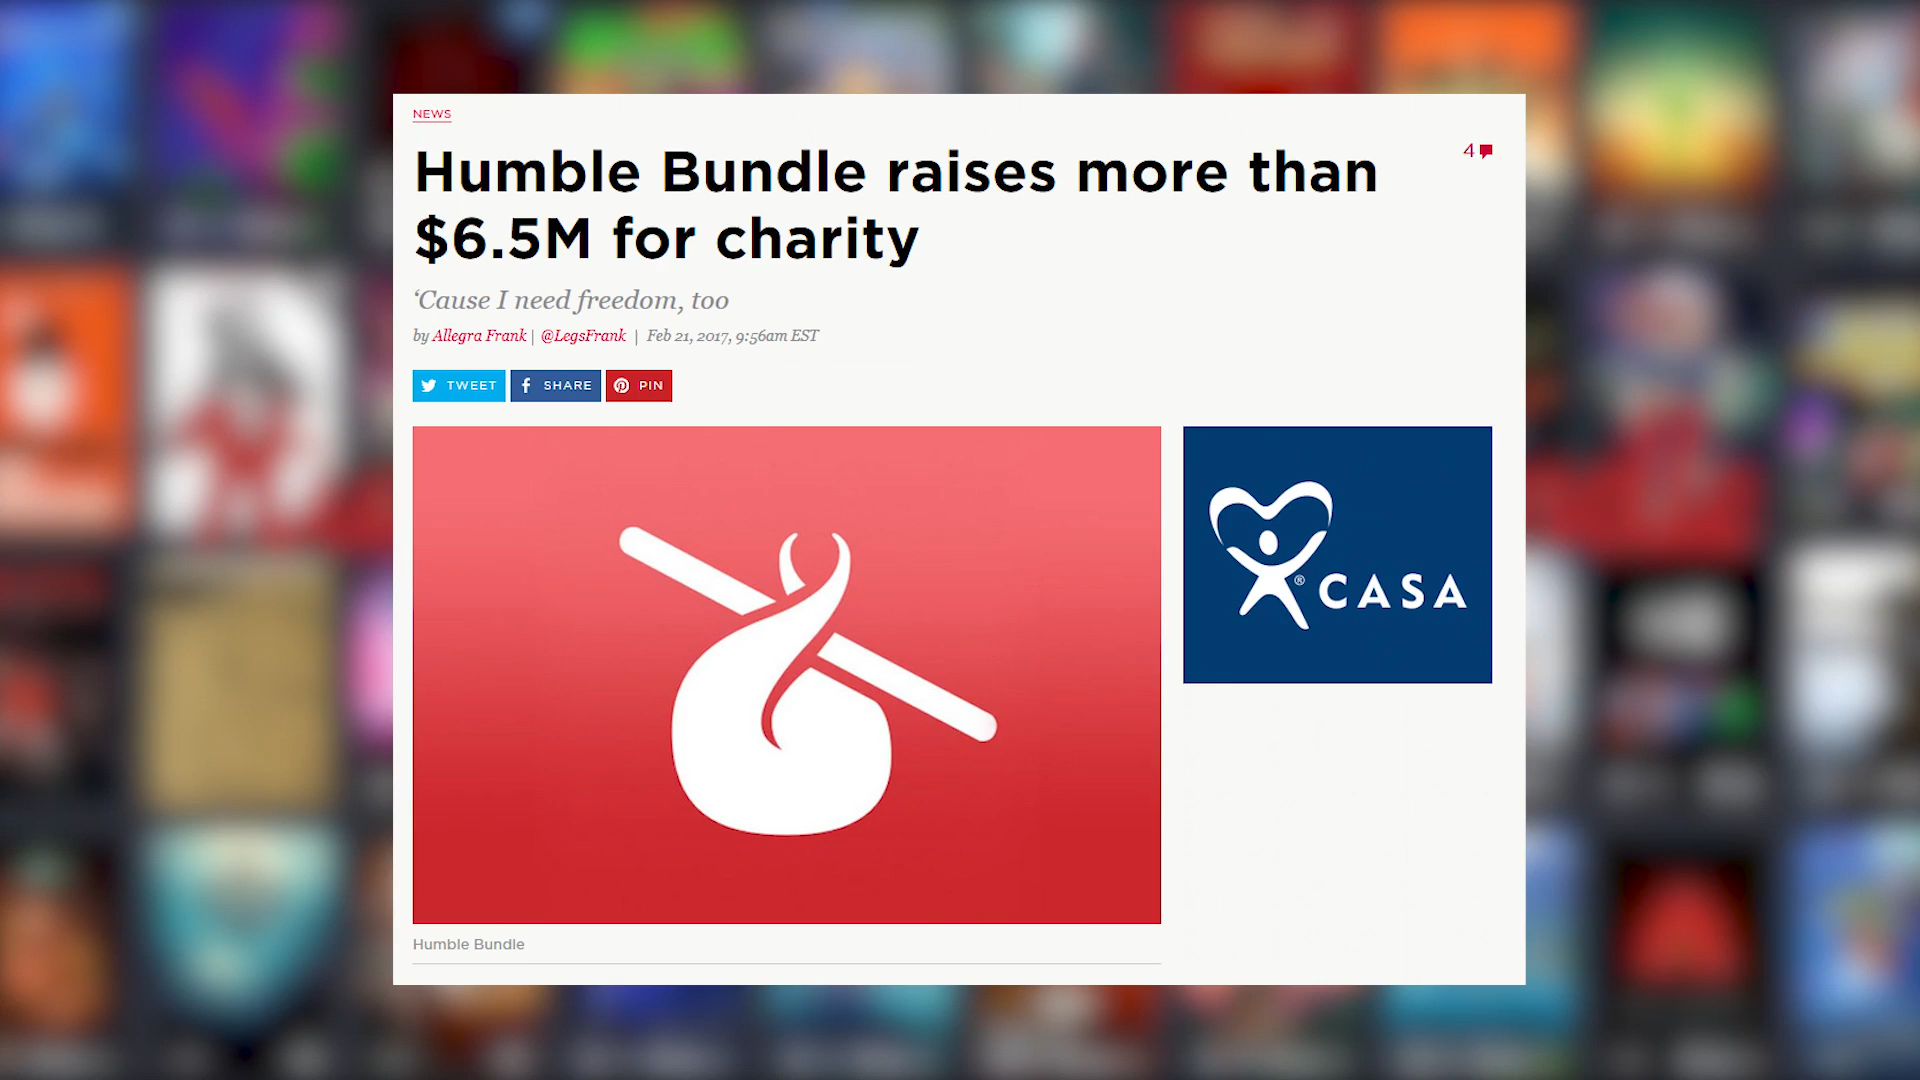 NEWS
Humble Bundle raises more than
4
$6.5M for charity
‘Cause I need freedom, too
by Allegra Frank | @LegsFrank | Feb 21, 2017, 9:56am EST
TWEET SHARE PIN
® CASA
Humble Bundle